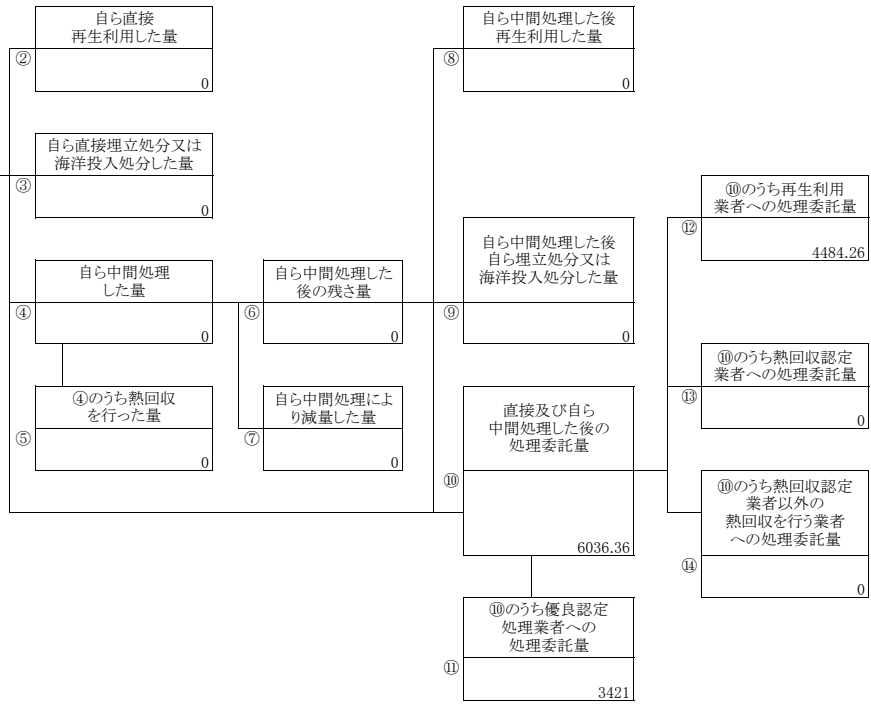 自ら直接
再生利用した量
②
0
自ら直接埋立処分又は
海洋投入処分した量
③
0
自ら中間処理
した量
④
0
④のうち熱回収
を行った量
⑤
0
自ら中間処理した
後の残さ量
⑥
0
自ら中間処理によ
り減量した量
⑦
0
自ら中間処理した後
再生利用した量
⑧
0
自ら中間処理した後
自ら埋立処分又は
海洋投入処分した量
⑨
0
直接及び自ら
中間処理した後の
処理委託量
⑩
6036.36
⑩のうち優良認定
処理業者への
処理委託量
⑪
3421
⑩のうち再生利用
業者への処理委託量
⑫
4484.26
⑩のうち熱回収認定
業者への処理委託量
⑬
0
⑩のうち熱回収認定
業者以外の
熱回収を行う業者
への処理委託量
⑭
0